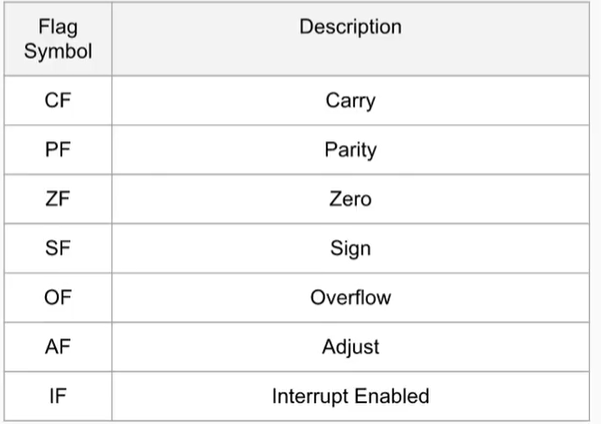 Flag Description
Symbol
CF Carry
PF Parity
ZF Zero
SF Sign
OF Overflow
AF Adjust
IF Interrupt Enabled